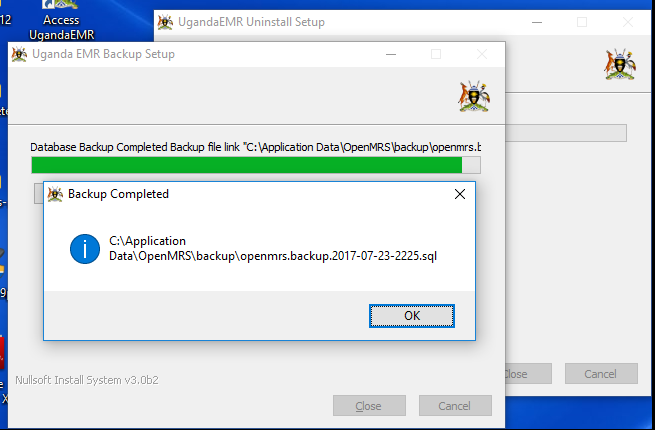 12
Access
UgandaEMR
UgandaEMR Uninstall Setup
Uganda EMR Backup Setup
Database Backup Completed Backup file link "C:\Application Data\OpenMRS\backup\openmrs.b
Backup Completed
C:\Application
Data\OpenMRS\backup\openmrs.backup.2017-07-23-2225.sql
OK
Nullsoft Install System v3.0b2
Close
Cancel
Close
Cancel